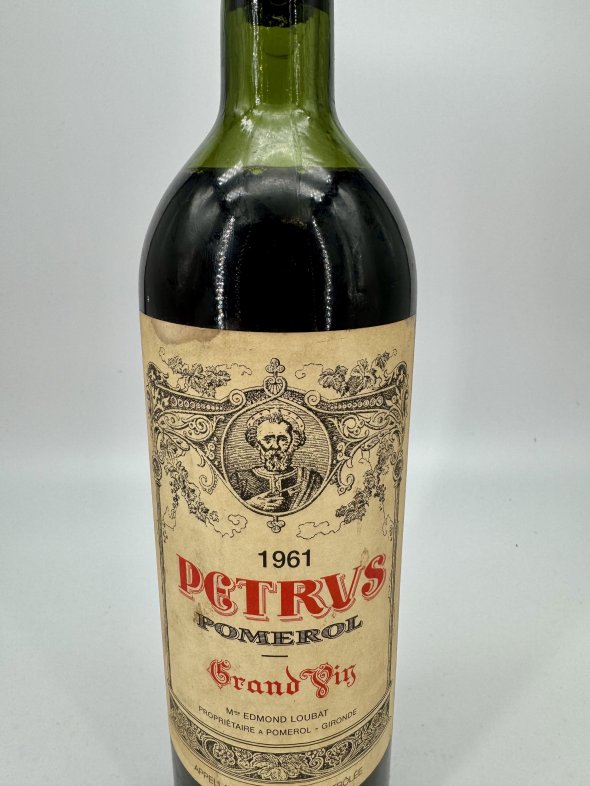 1961
PETRVS
POMEROL
Grand Vin
Mme EDMOND LOUBAT
PROPRIÉTAIRE A POMEROL - GIRONDE